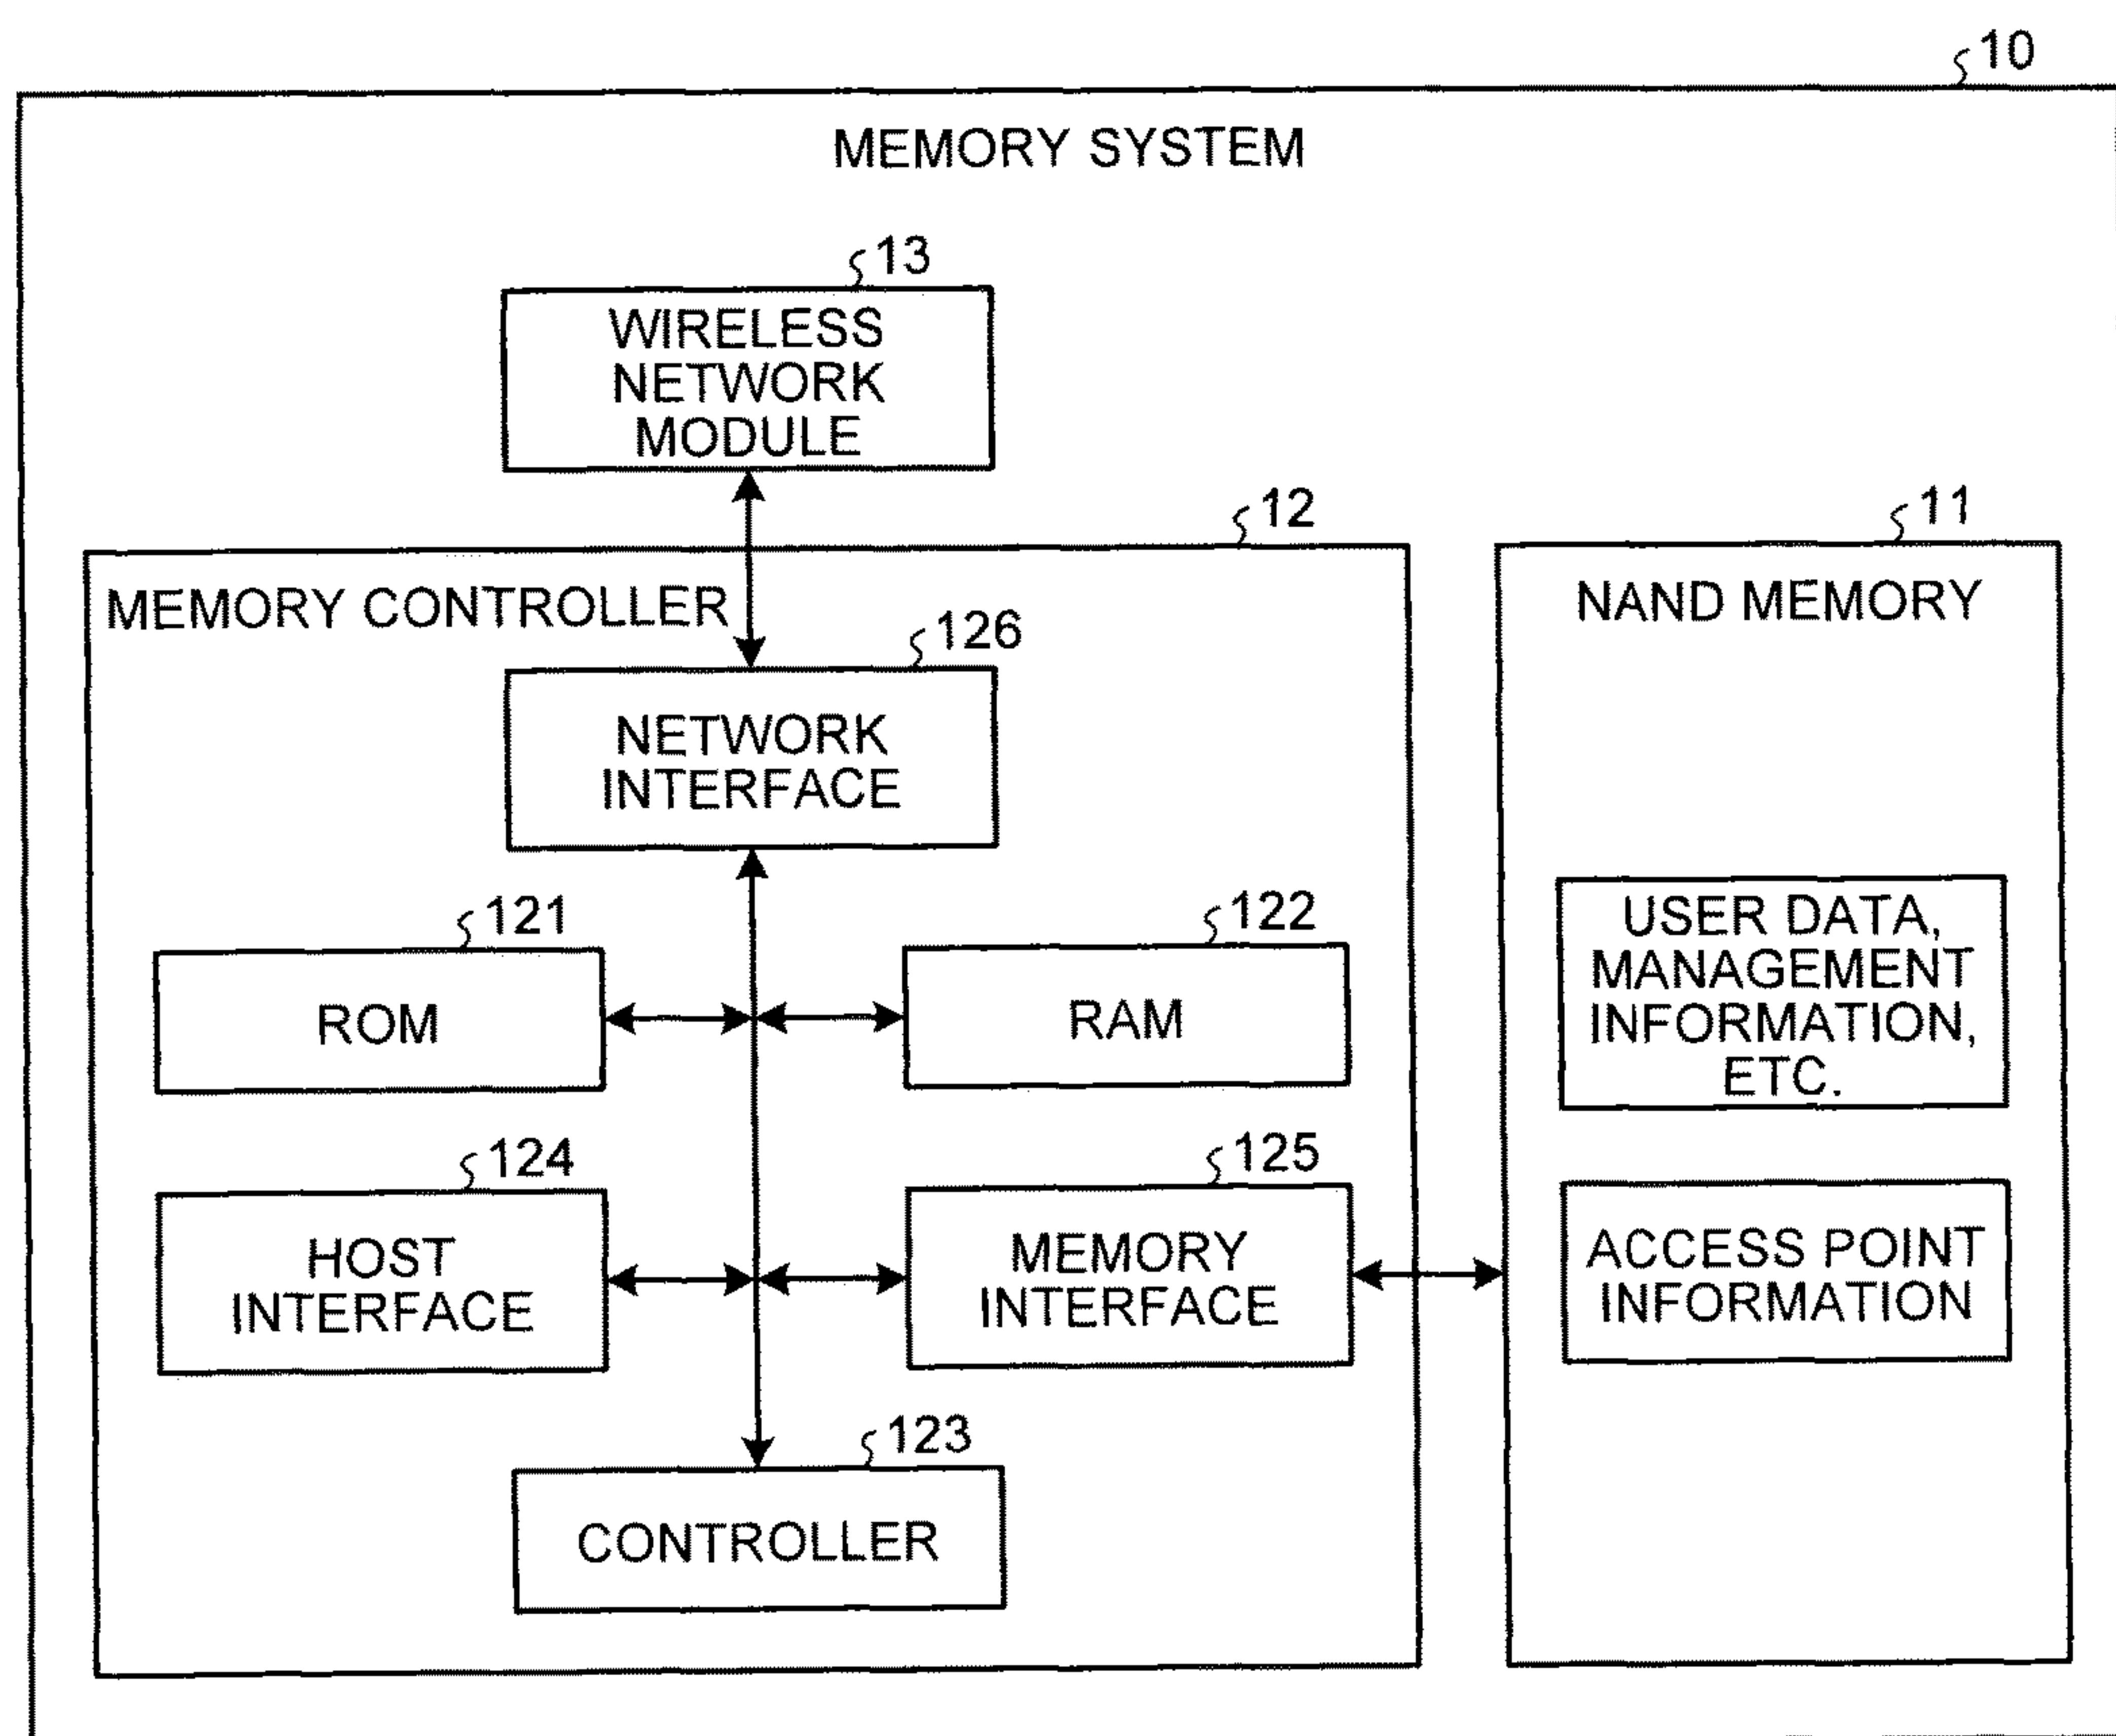 10
MEMORY SYSTEM
13
WIRELESS
NETWORK
MODULE
12
11
MEMORY CONTROLLER
NAND MEMORY
126
NETWORK
INTERFACE
121
ROM
122
RAM
USER DATA,
MANAGEMENT
INFORMATION,
ETC.
124
HOST
INTERFACE
125
MEMORY
INTERFACE
ACCESS POINT
INFORMATION
123
CONTROLLER